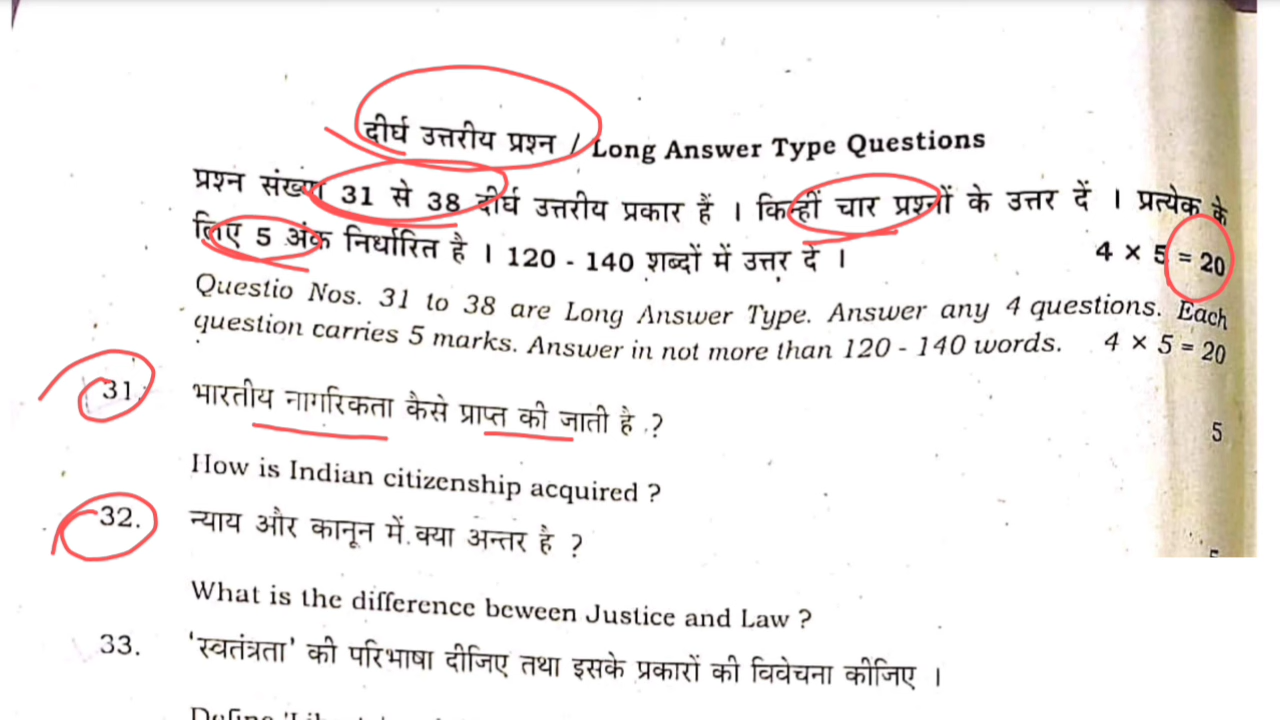 दीर्घ उत्तरीय प्रश्न / Long Answer Type Questions
प्रश्न संख्या 31 से 38 दीर्घ उत्तरीय प्रकार हैं । किन्हीं चार प्रश्नों के उत्तर दें । प्रत्येक के
लिए 5 अंक निर्धारित है । 120 - 140 शब्दों में उत्तर दें । 4 × 5 = 20
Questio Nos. 31 to 38 are Long Answer Type. Answer any 4 questions. Each
question carries 5 marks. Answer in not more than 120 - 140 words. 4 × 5 = 20
31. भारतीय नागरिकता कैसे प्राप्त की जाती है ? 5
How is Indian citizenship acquired ?
32. न्याय और कानून में क्या अन्तर है ?
What is the difference beween Justice and Law ?
33. 'स्वतंत्रता' की परिभाषा दीजिए तथा इसके प्रकारों की विवेचना कीजिए ।